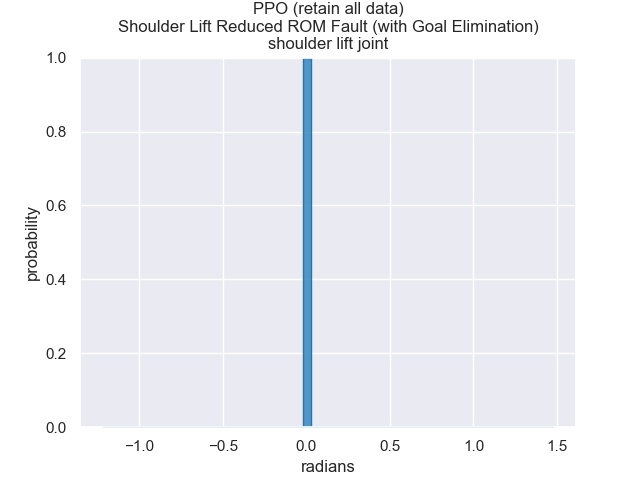 PPO (retain all data)
Shoulder Lift Reduced ROM Fault (with Goal Elimination)
shoulder lift joint
1.0
0.8
0.6
0.4
0.2
0.0
probability
−1.0 −0.5 0.0 0.5 1.0 1.5
radians